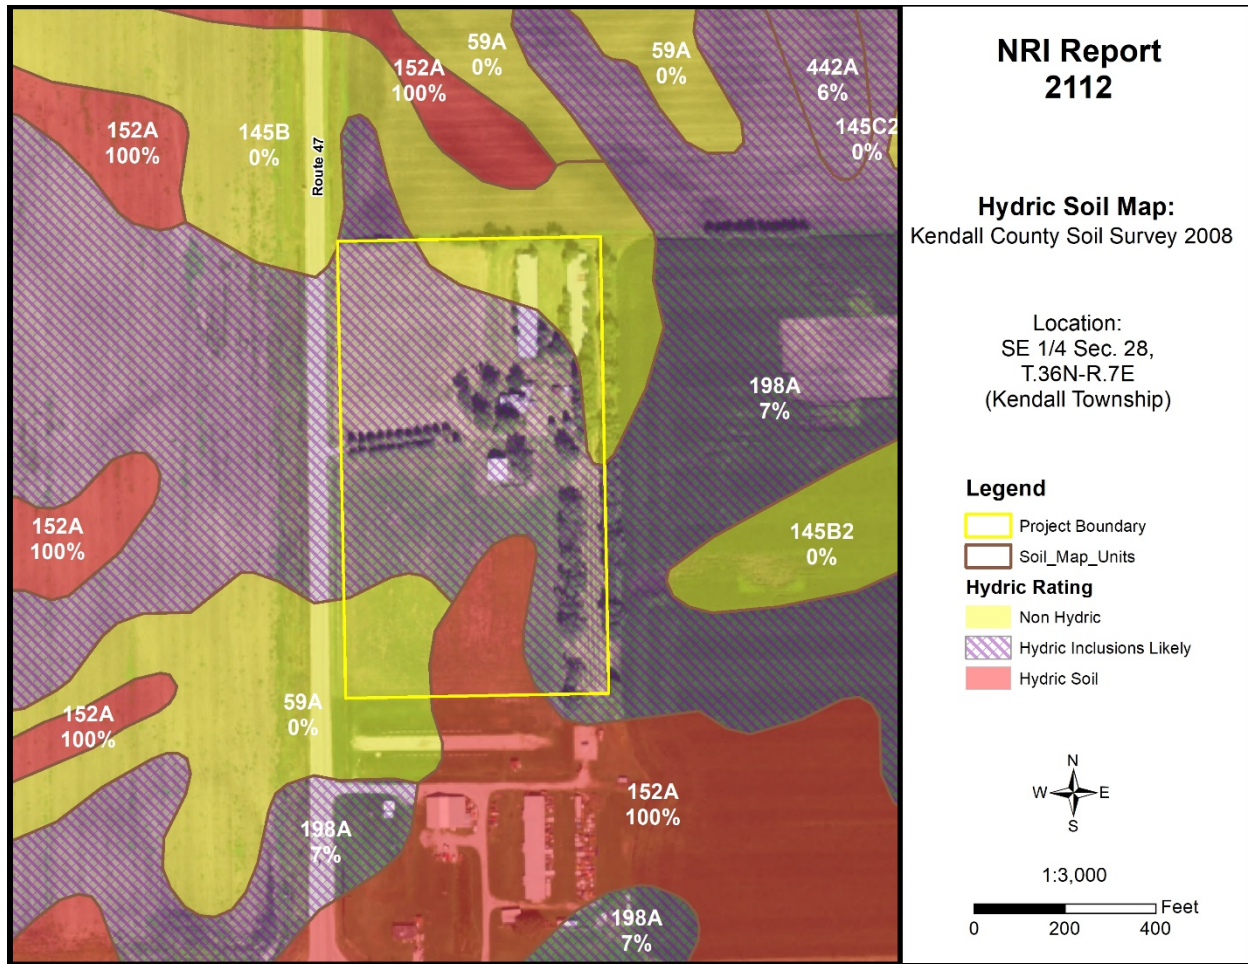 59A
0%
152A
100%
59A
0%
442A
6%
152A
100%
145B
0%
145C2
0%
Route 47
198A
7%
152A
100%
145B2
0%
152A
100%
59A
0%
152A
100%
198A
7%
198A
7%
NRI Report
2112
Hydric Soil Map:
Kendall County Soil Survey 2008
Location:
SE 1/4 Sec. 28,
T.36N-R.7E
(Kendall Township)
Legend
Project Boundary
Soil_Map_Units
Hydric Rating
Non Hydric
Hydric Inclusions Likely
Hydric Soil
N
W E
S
1:3,000
Feet
0 200 400